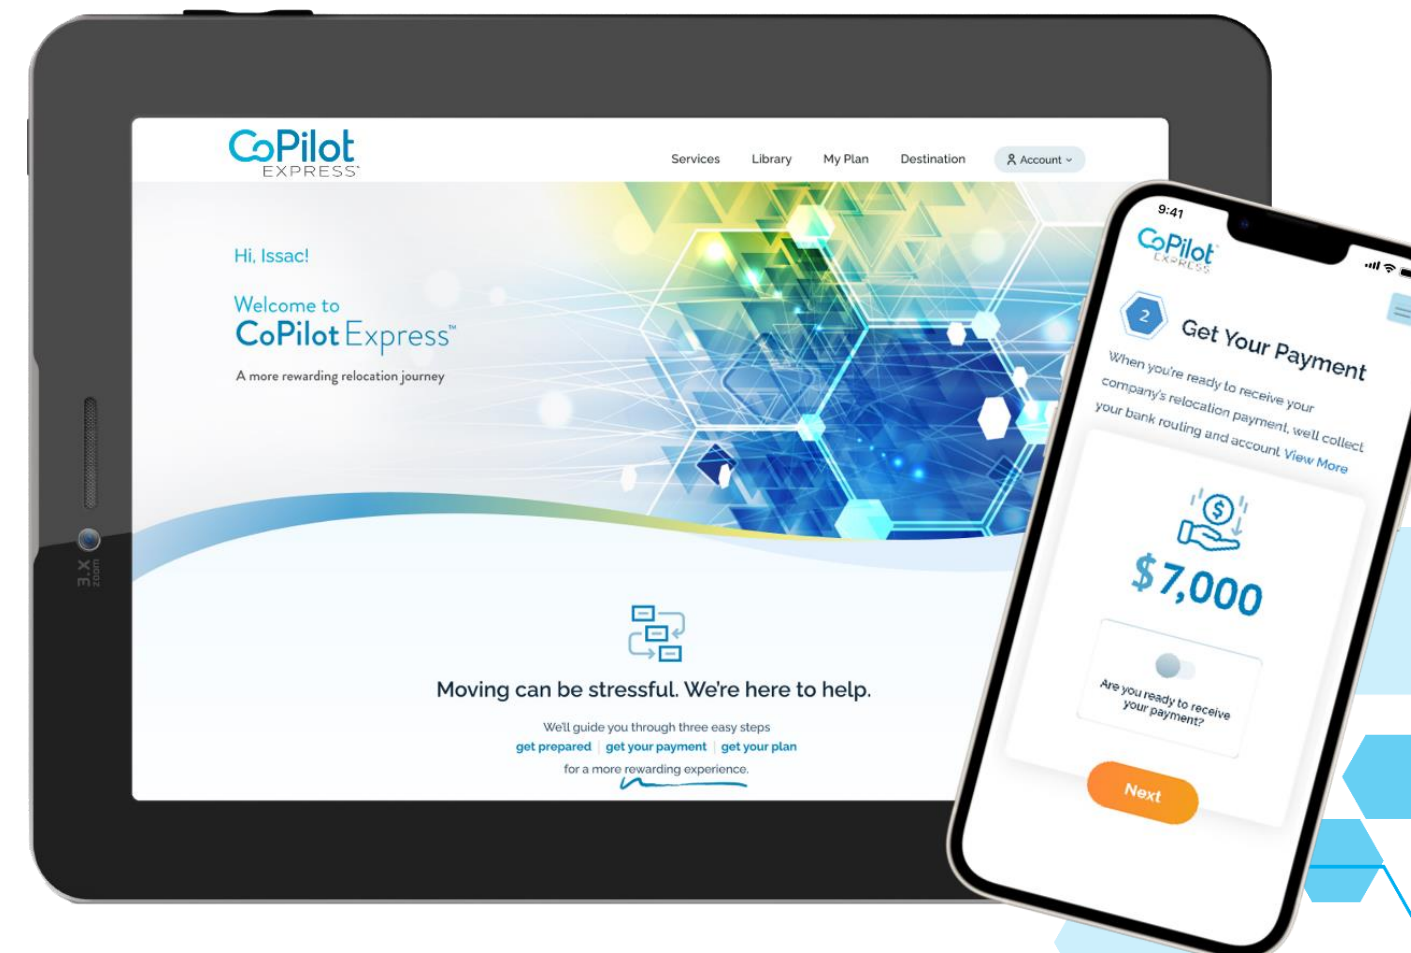 CoPilot
EXPRESS
Services Library My Plan Destination Account
Hi, Issac!
Welcome to
CoPilot Express™
A more rewarding relocation journey
Moving can be stressful. We're here to help.
We'll guide you through three easy steps
get prepared | get your payment | get your plan
for a more rewarding experience.
3.X
zoom
9:41
CoPilot
EXPRESS
2
Get Your Payment
When you're ready to receive your
company's relocation payment, we'll collect
your bank routing and account View More
$
$7,000
Are you ready to receive
your payment?
Next